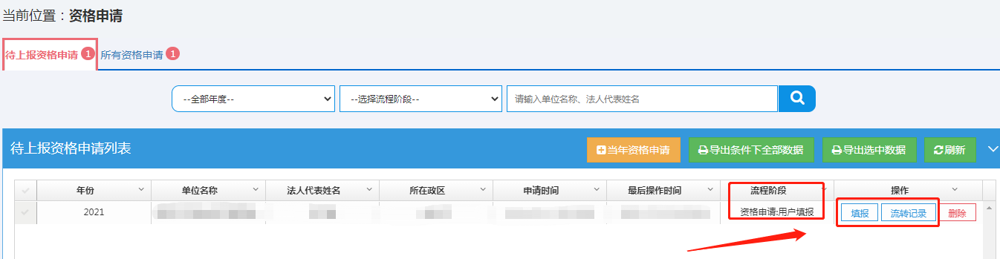 当前位置：资格申请
待上报资格申请 1 所有资格申请 1
--全部年度-- --选择流程阶段-- 请输入单位名称、法人代表姓名
待上报资格申请列表 当年资格申请 导出条件下全部数据 导出选中数据 刷新
年份 单位名称 法人代表姓名 所在政区 申请时间 最后操作时间 流程阶段 操作
2021 资格申请:用户填报 填报 流转记录 删除